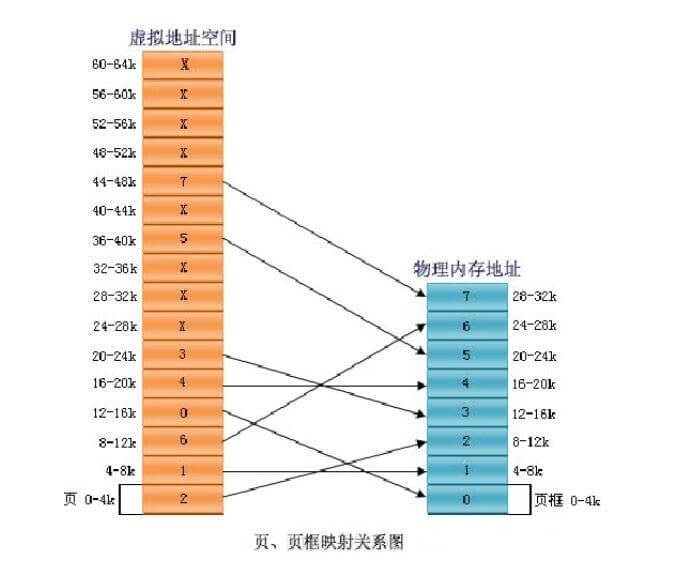 虚拟地址空间
60-64k X
56-60k X
52-56k X
48-52k X
44-48k 7
40-44k X
36-40k 5
32-36k X
28-32k X
24-28k X
20-24k 3
16-20k 4
12-16k 0
8-12k 6
4-8k 1
页 0-4k 2
物理内存地址
7 28-32k
6 24-28k
5 20-24k
4 16-20k
3 12-16k
2 8-12k
1 4-8k
0 页框 0-4k
页、页框映射关系图